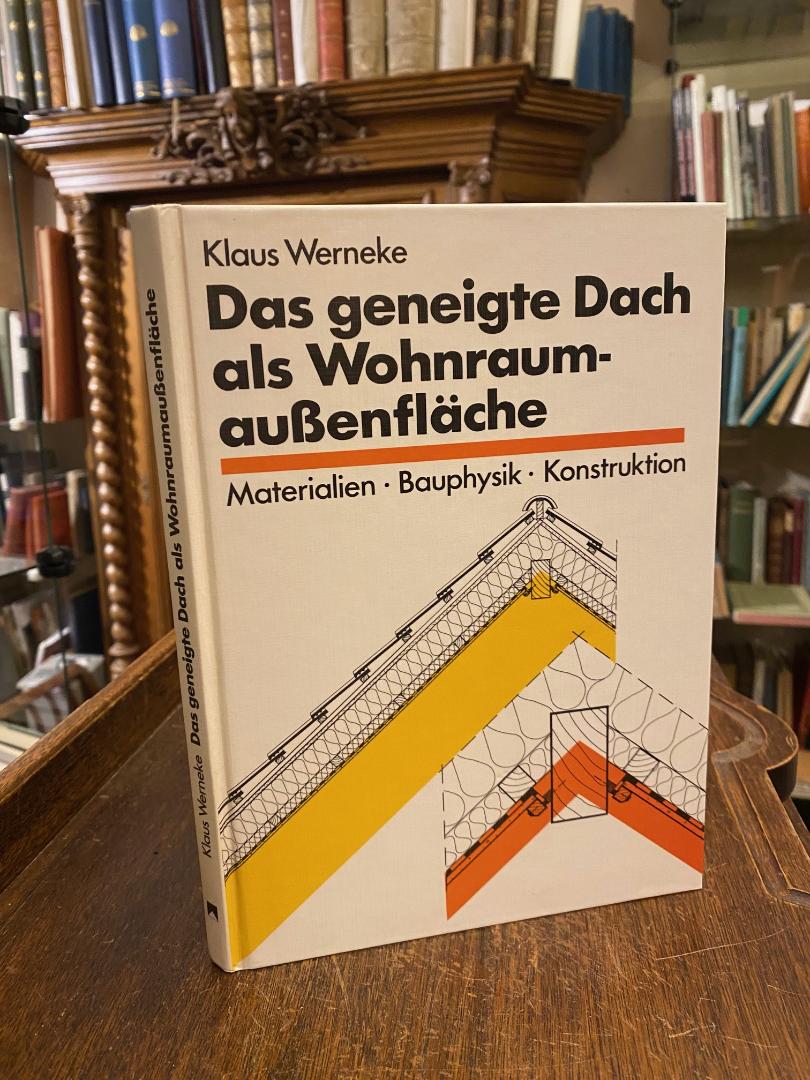 Klaus Werneke
Das geneigte Dach
als Wohnraum-
außenfläche
Materialien · Bauphysik · Konstruktion
Klaus Werneke Das geneigte Dach als Wohnraumaußenfläche